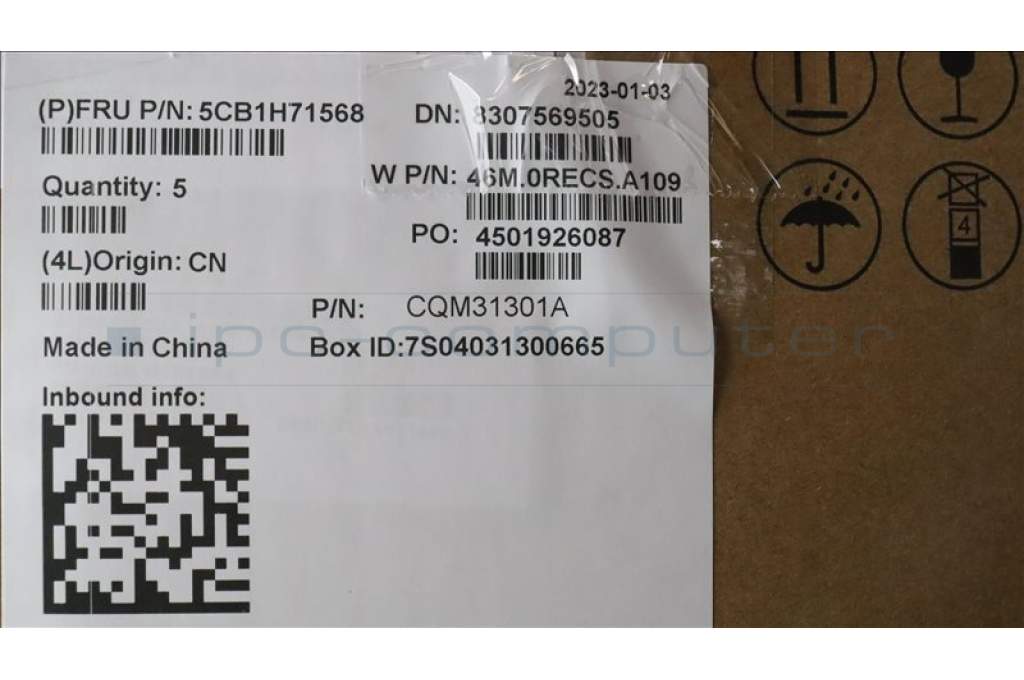 2023-01-03
(P)FRU P/N: 5CB1H71568
DN: 8307569505
W P/N: 46M.0RECS.A109
Quantity: 5
PO: 4501926087
(4L)Origin: CN
P/N: CQM31301A
ipc-computer
Made in China
Box ID:7S04031300665
Inbound info:
4